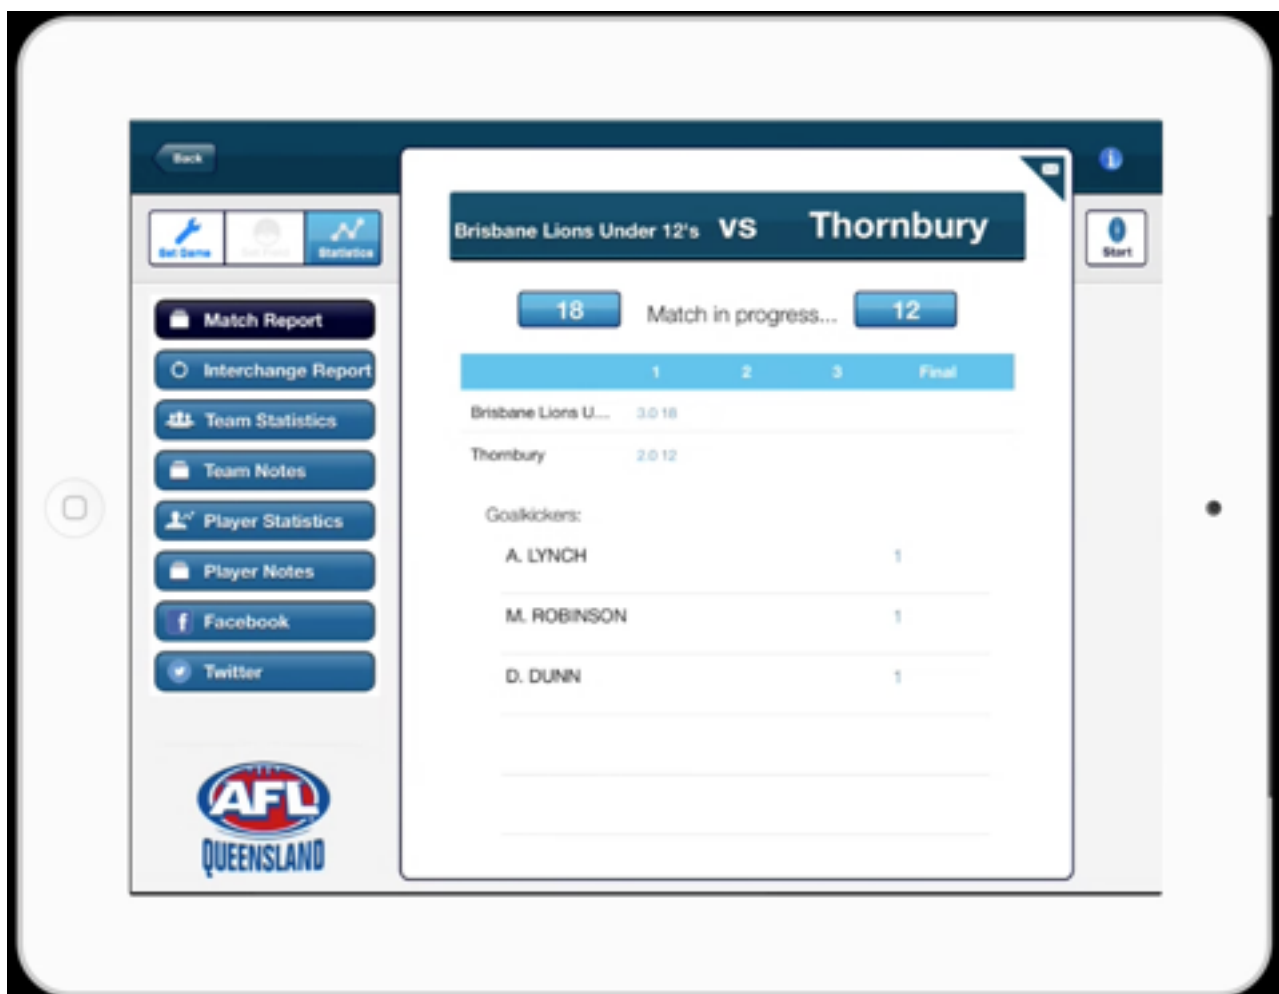 Back
Set Game
Statistics
Start
Brisbane Lions Under 12's vs Thornbury
18 Match in progress... 12
1 2 3 Final
Brisbane Lions U... 3.0 18
Thornbury 2.0 12
Goalkickers:
A. LYNCH 1
M. ROBINSON 1
D. DUNN 1
Match Report
Interchange Report
Team Statistics
Team Notes
Player Statistics
Player Notes
Facebook
Twitter
AFL
QUEENSLAND